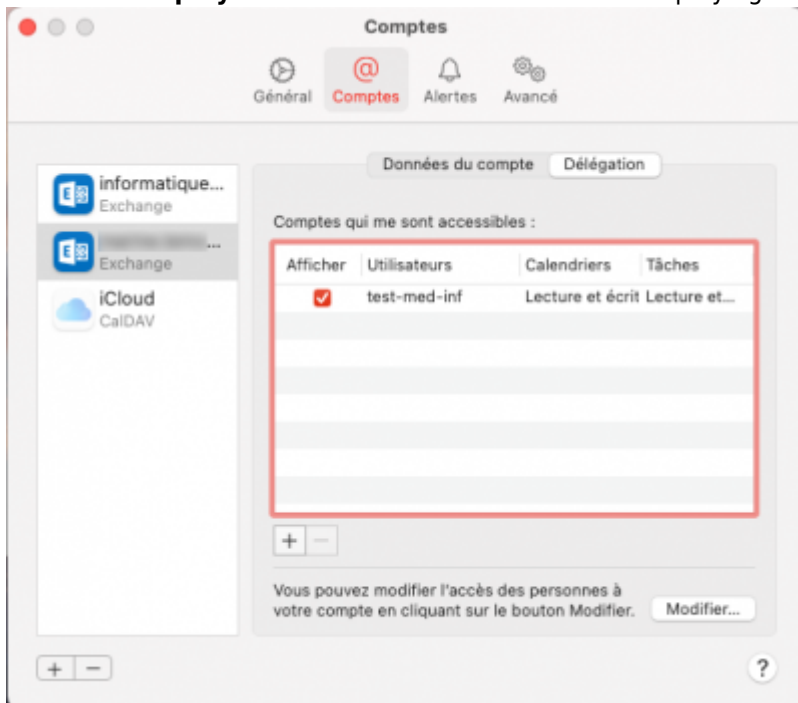 Comptes
Général Comptes Alertes Avancé
Données du compte Délégation
informatique...
Exchange
...
Exchange
iCloud
CalDAV
Comptes qui me sont accessibles :
Afficher Utilisateurs Calendriers Tâches
test-med-inf Lecture et écrit Lecture et...
+ −
Vous pouvez modifier l'accès des personnes à
votre compte en cliquant sur le bouton Modifier. Modifier...
+ − ?